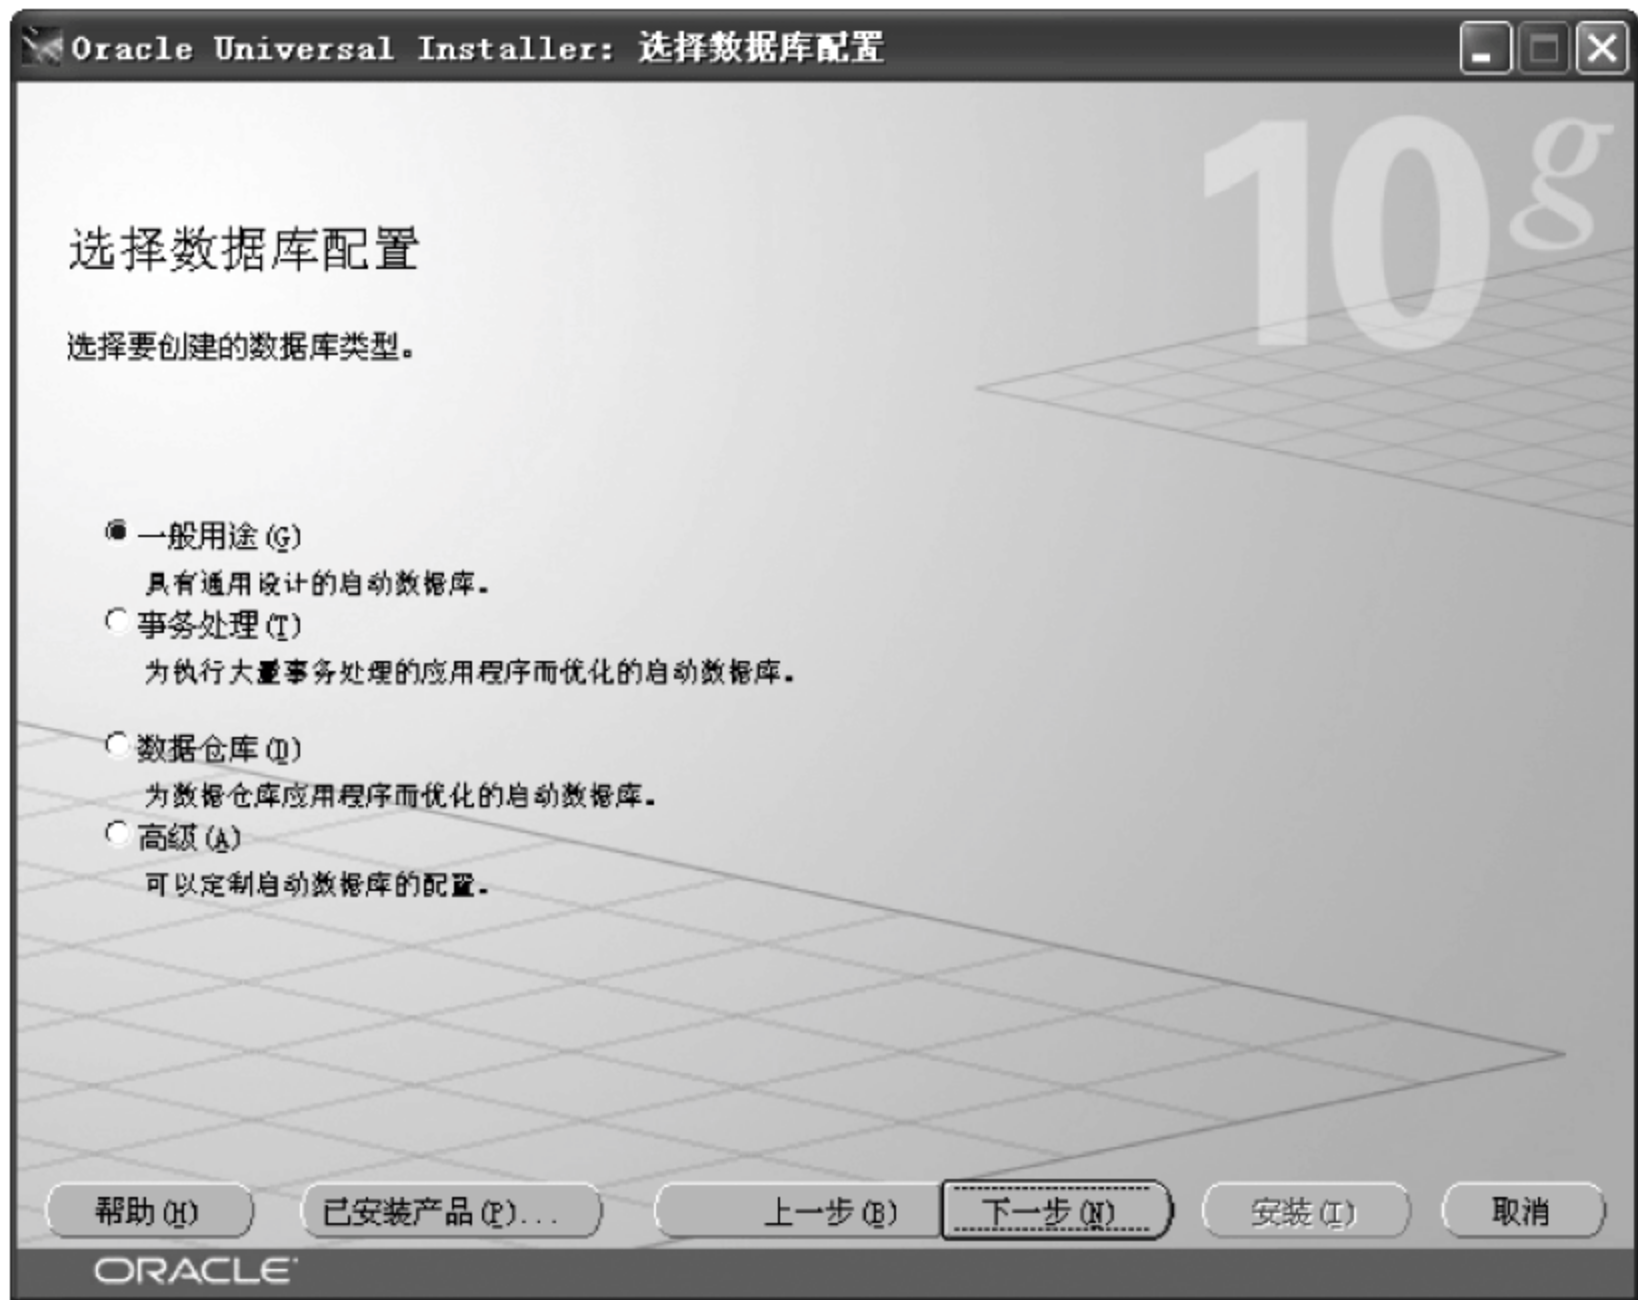 Oracle Universal Installer: 选择数据库配置
10g
选择数据库配置
选择要创建的数据库类型。
一般用途(G)
具有通用设计的启动数据库。
事务处理(T)
为执行大量事务处理的应用程序而优化的启动数据库。
数据仓库(D)
为数据仓库应用程序而优化的启动数据库。
高级(A)
可以定制启动数据库的配置。
帮助(H) 已安装产品(P)... 上一步(B) 下一步(N) 安装(I) 取消
ORACLE